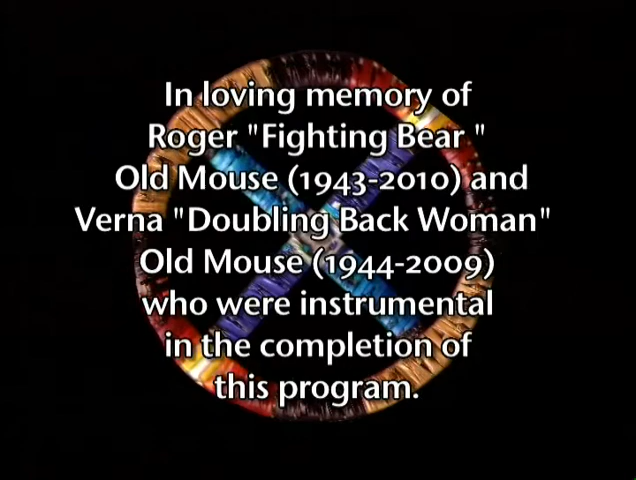 In loving memory of
Roger "Fighting Bear "
Old Mouse (1943-2010) and
Verna "Doubling Back Woman"
Old Mouse (1944-2009)
who were instrumental
in the completion of
this program.